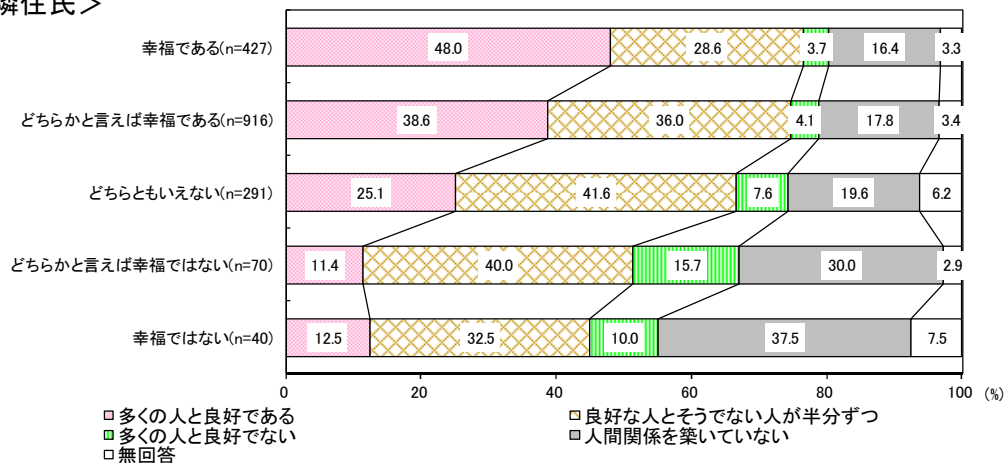 隣住民＞
幸福である(n=427)
48.0 28.6 3.7 16.4 3.3
どちらかと言えば幸福である(n=916)
38.6 36.0 4.1 17.8 3.4
どちらともいえない(n=291)
25.1 41.6 7.6 19.6 6.2
どちらかと言えば幸福ではない(n=70)
11.4 40.0 15.7 30.0 2.9
幸福ではない(n=40)
12.5 32.5 10.0 37.5 7.5
0 20 40 60 80 100 (%)
多くの人と良好である 良好な人とそうでない人が半分ずつ
多くの人と良好でない 人間関係を築いていない
無回答